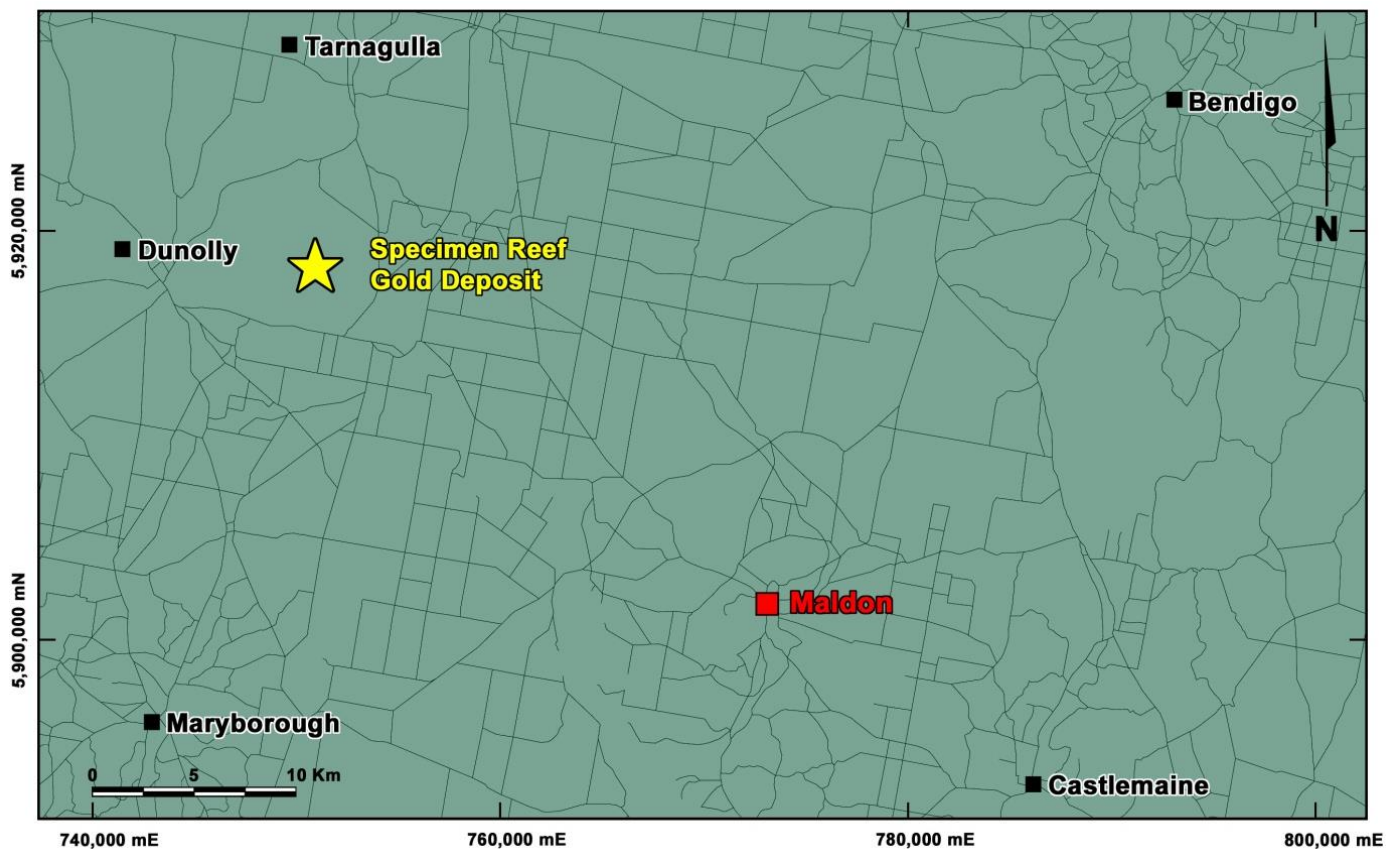 Tarnagulla
Bendigo
N
5,920,000 mN
Dunolly
Specimen Reef
Gold Deposit
Maldon
5,900,000 mN
Maryborough
0 5 10 Km
Castlemaine
740,000 mE 760,000 mE 780,000 mE 800,000 mE